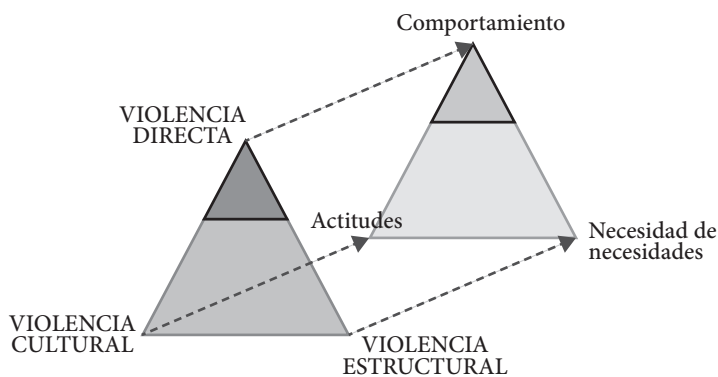 Comportamiento
VIOLENCIA
DIRECTA
Actitudes
Necesidad de
necesidades
VIOLENCIA
CULTURAL
VIOLENCIA
ESTRUCTURAL